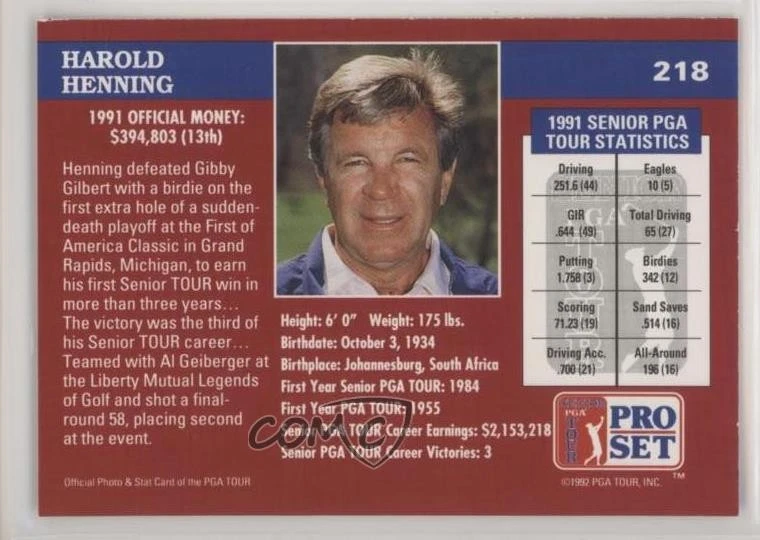 HAROLD
HENNING
218
1991 OFFICIAL MONEY:
$394,803 (13th)
Henning defeated Gibby
Gilbert with a birdie on the
first extra hole of a sudden-
death playoff at the First of
America Classic in Grand
Rapids, Michigan, to earn
his first Senior TOUR win in
more than three years...
The victory was the third of
his Senior TOUR career...
Teamed with Al Geiberger at
the Liberty Mutual Legends
of Golf and shot a final-
round 58, placing second
at the event.
Official Photo & Stat Card of the PGA TOUR
Height: 6' 0" Weight: 175 lbs.
Birthdate: October 3, 1934
Birthplace: Johannesburg, South Africa
First Year Senior PGA TOUR: 1984
First Year PGA TOUR: 1955
Senior PGA TOUR Career Earnings: $2,153,218
Senior PGA TOUR Career Victories: 3
COMC
1991 SENIOR PGA
TOUR STATISTICS
Driving Eagles
251.6 (44) 10 (5)
GIR Total Driving
.644 (49) 65 (27)
Putting Birdies
1.758 (3) 342 (12)
Scoring Sand Saves
71.23 (19) .514 (16)
Driving Acc. All-Around
.700 (21) 196 (16)
SENIOR
PGA
TOUR
SENIOR
PGA
TOUR
PRO
SET
™
©1992 PGA TOUR, INC.